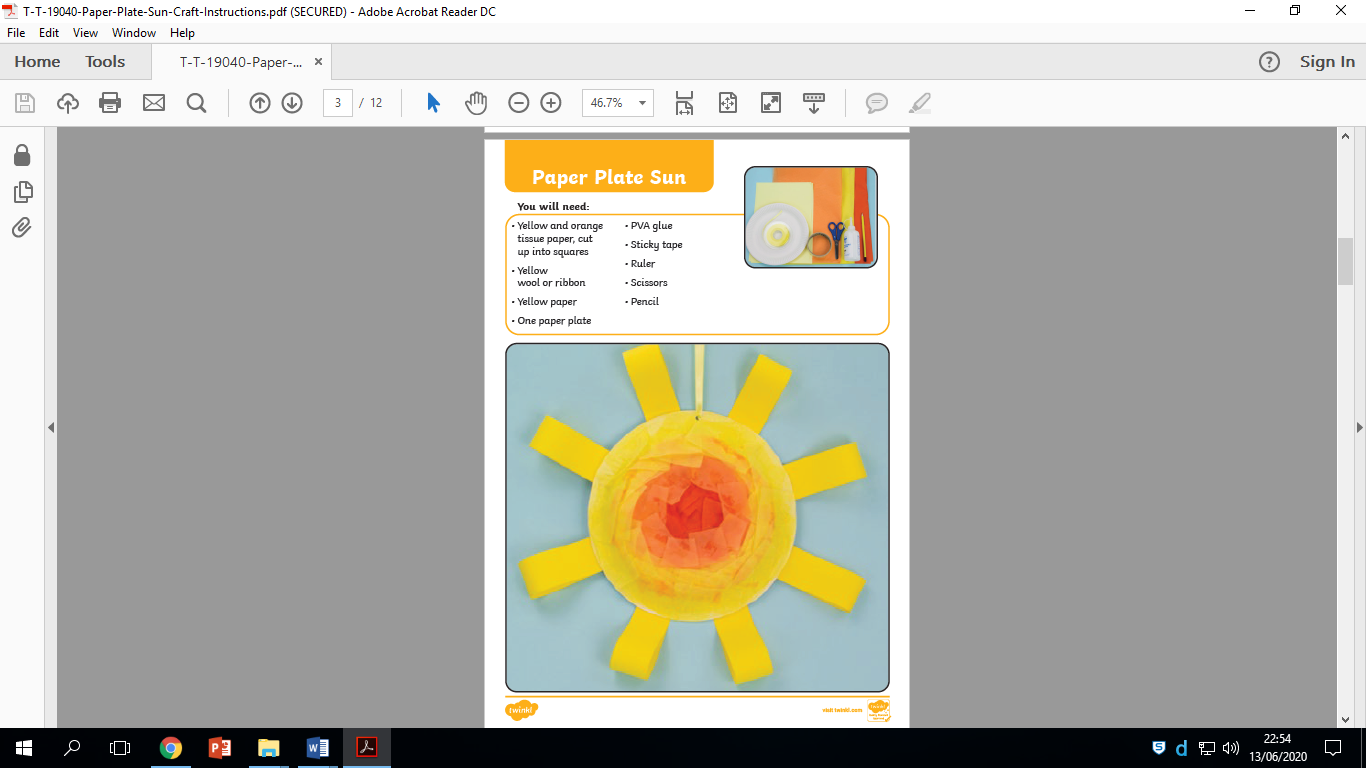 T-T-19040-Paper-Plate-Sun-Craft-Instructions.pdf (SECURED) - Adobe Acrobat Reader DC
File Edit View Window Help
Home Tools T-T-19040-Paper-... × ? Sign In
3 / 12 46.7%
Paper Plate Sun
You will need:
• Yellow and orange
tissue paper, cut
up into squares
• Yellow
wool or ribbon
• Yellow paper
• One paper plate
• PVA glue
• Sticky tape
• Ruler
• Scissors
• Pencil
twinkl
visit twinkl.com
twinkl
22:54
13/06/2020